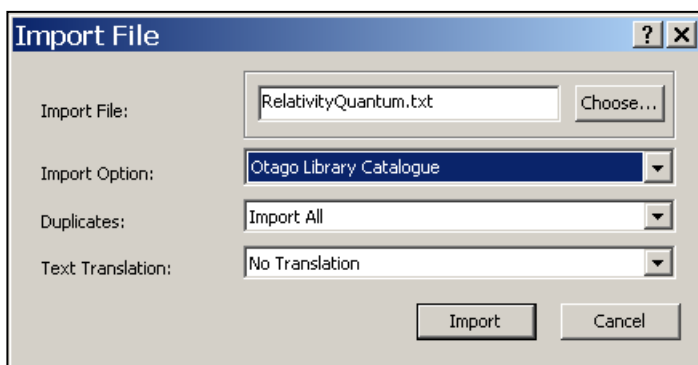 Import File
Import File: RelativityQuantum.txt Choose...
Import Option: Otago Library Catalogue
Duplicates: Import All
Text Translation: No Translation
Import Cancel